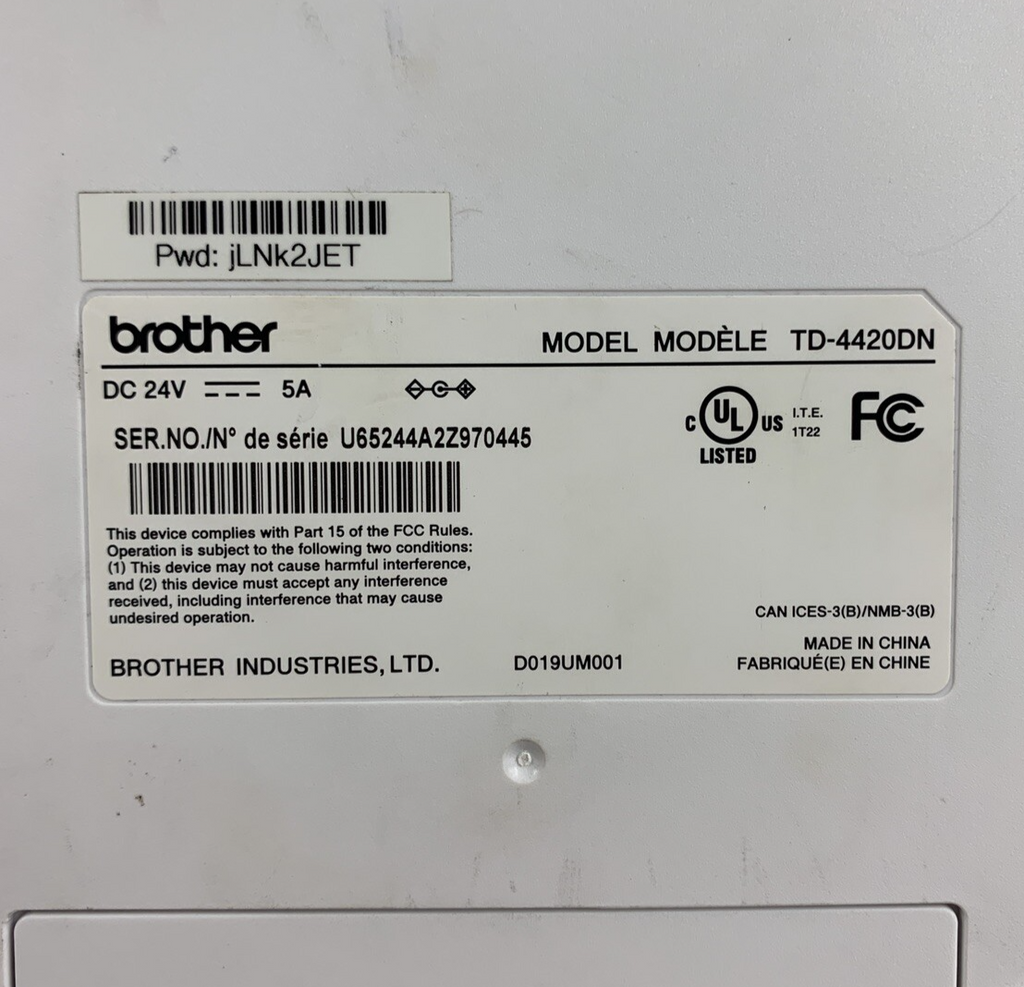 Pwd: jLNk2JET
brother
MODEL MODÈLE TD-4420DN
DC 24V 5A
C UL US LISTED
I.T.E.
1T22
FC
SER.NO./N° de série U65244A2Z970445
This device complies with Part 15 of the FCC Rules.
Operation is subject to the following two conditions:
(1) This device may not cause harmful interference,
and (2) this device must accept any interference
received, including interference that may cause
undesired operation.
CAN ICES-3(B)/NMB-3(B)
MADE IN CHINA
FABRIQUÉ(E) EN CHINE
BROTHER INDUSTRIES, LTD.
D019UM001